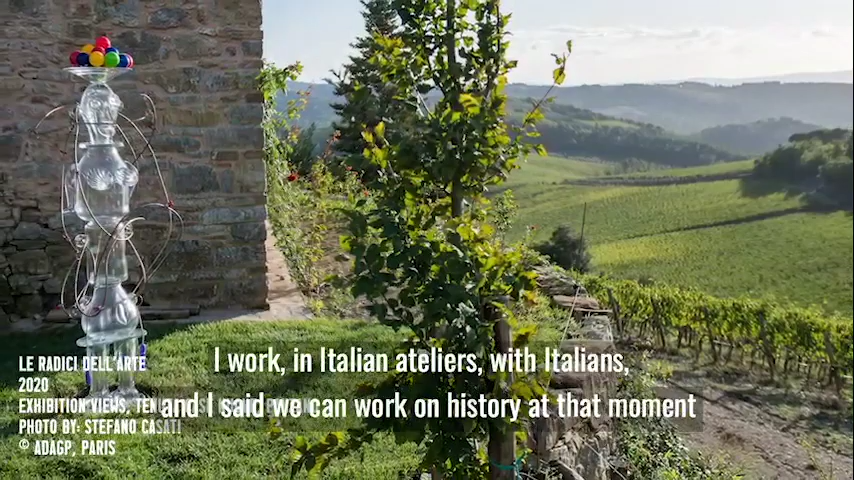 I work, in Italian ateliers, with Italians,
and I said we can work on history at that moment
LE RADICI DELL'ARTE
2020
EXHIBITION VIEWS,
PHOTO BY: STEFANO CASATI
© ADAGP, PARIS